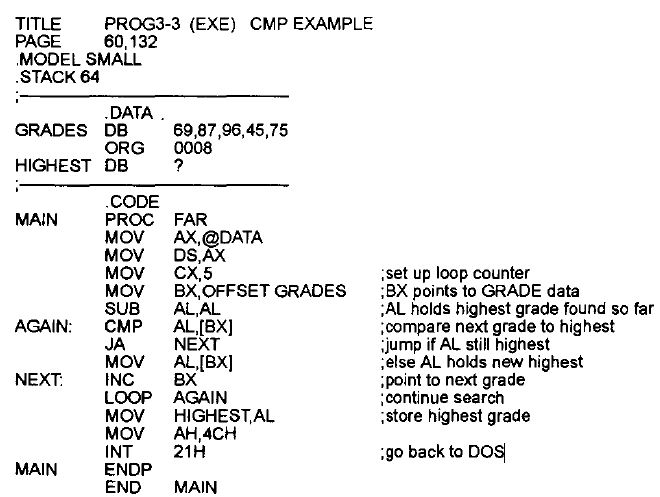 TITLE PROG3-3 (EXE) CMP EXAMPLE
PAGE 60,132
.MODEL SMALL
.STACK 64
;
.DATA .
GRADES DB 69,87,96,45,75
ORG 0008
HIGHEST DB ?
;
.CODE
MAIN PROC FAR
MOV AX,@DATA
MOV DS,AX
MOV CX,5 ;set up loop counter
MOV BX,OFFSET GRADES ;BX points to GRADE data
SUB AL,AL ;AL holds highest grade found so far
AGAIN: CMP AL,[BX] ;compare next grade to highest
JA NEXT ;jump if AL still highest
MOV AL,[BX] ;else AL holds new highest
NEXT: INC BX ;point to next grade
LOOP AGAIN ;continue search
MOV HIGHEST,AL ;store highest grade
MOV AH,4CH
INT 21H ;go back to DOS
MAIN ENDP
END MAIN